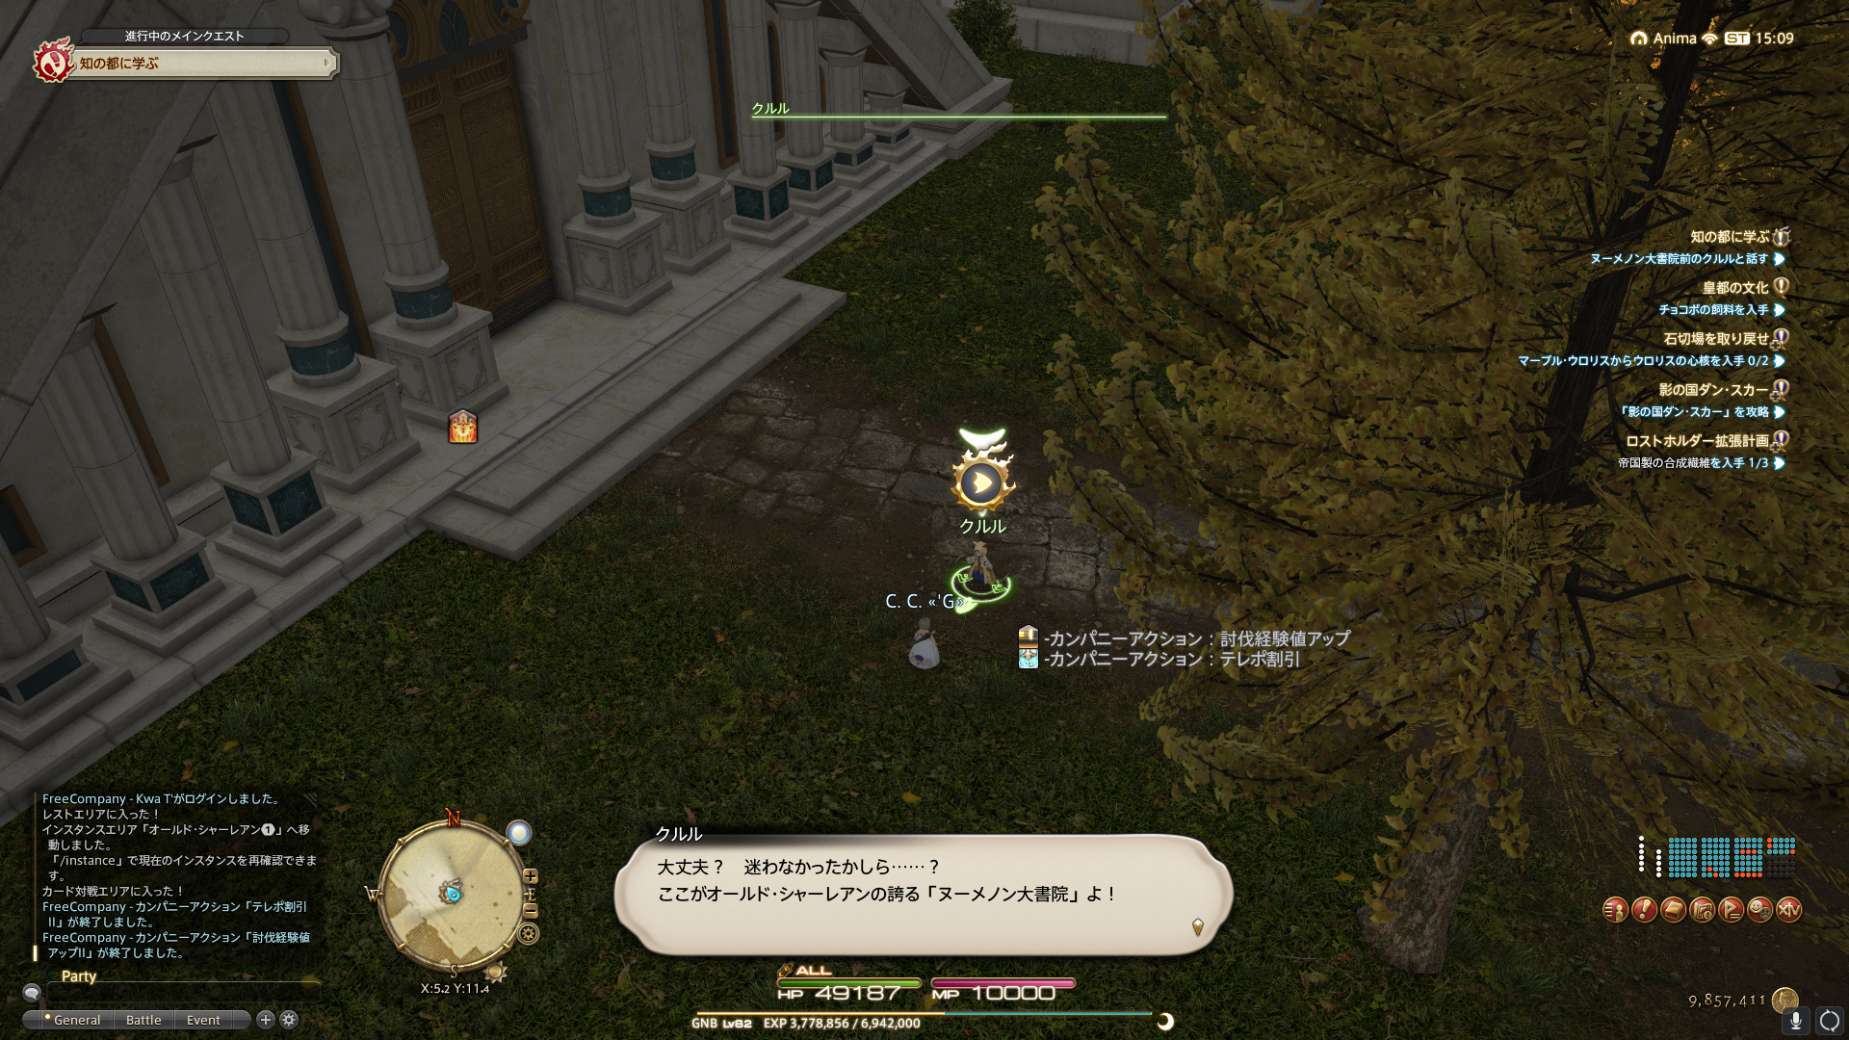 進行中のメインクエスト
知の都に学ぶ
Anima ST 15:09
クルル
知の都に学ぶ
ヌーメノン大書院前のクルルと話す
皇都の文化
チョコボの飼料を入手
石切場を取り戻せ
マーブル・ウロリスからウロリスの心核を入手 0/2
影の国ダン・スカー
「影の国ダン・スカー」を攻略
ロストホルダー拡張計画
帝国製の合成繊維を入手 1/3
クルル
C. C. «'G»
-カンパニーアクション：討伐経験値アップ
-カンパニーアクション：テレポ割引
FreeCompany - Kwa T'がログインしました。
レストエリアに入った！
インスタンスエリア「オールド・シャーレアン❶」へ移
動しました。
「/instance」で現在のインスタンスを再確認できま
す。
カード対戦エリアに入った！
FreeCompany - カンパニーアクション「テレポ割引
II」が終了しました。
FreeCompany - カンパニーアクション「討伐経験値
アップII」が終了しました。
Party
General Battle Event
N
W
E
S
X:5.2 Y:11.4
クルル
大丈夫？　迷わなかったかしら……？
ここがオールド・シャーレアンの誇る「ヌーメノン大書院」よ！
ALL
HP 49187 MP 10000
GNB Lv82 EXP 3,778,856 / 6,942,000
XIV
9,857,411